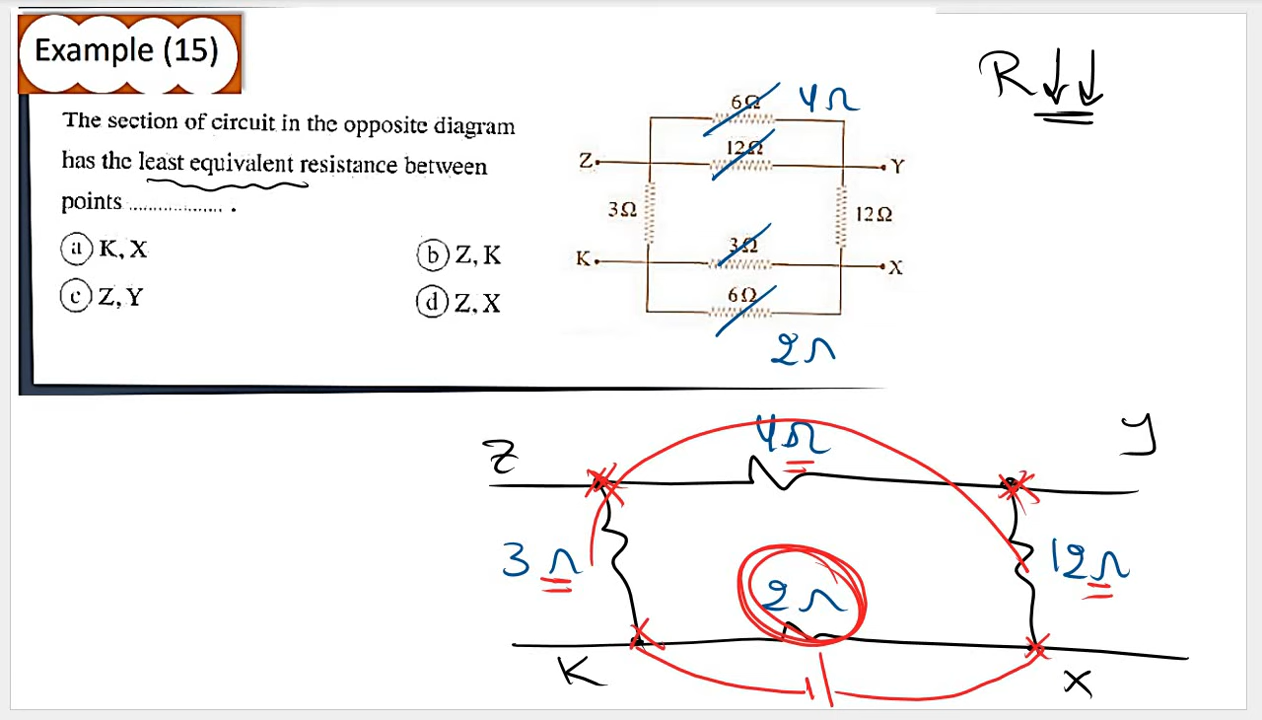 Example (15)
R↓↓
The section of circuit in the opposite diagram
has the least equivalent resistance between
points .................. .
a K, X
b Z, K
c Z, Y
d Z, X
6Ω 4Ω
12Ω
Z Y
3Ω 12Ω
3Ω
K X
6Ω
2Ω
Z 4Ω Y
3Ω 2Ω 12Ω
K X